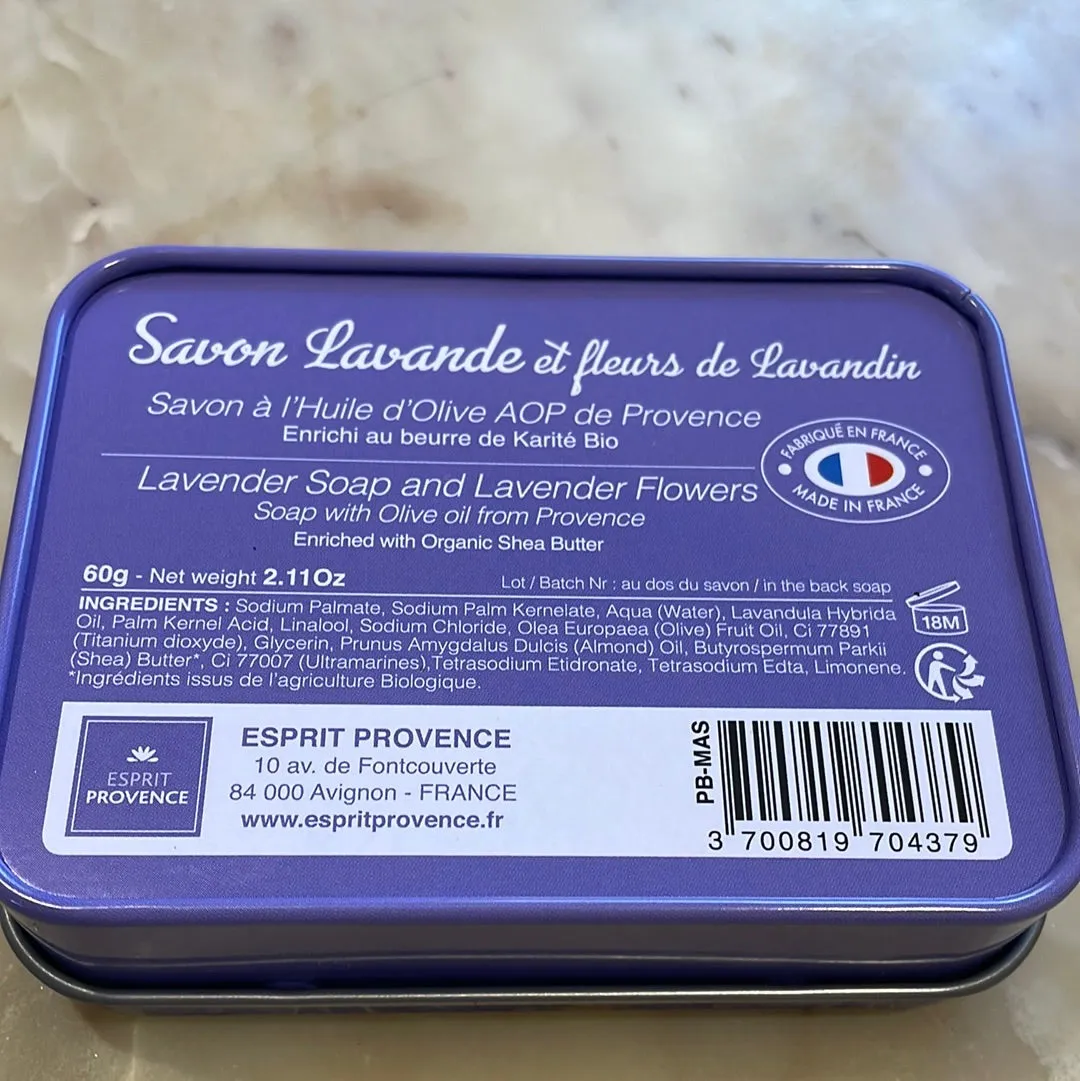 Savon Lavande et fleurs de Lavandin
Savon à l'Huile d'Olive AOP de Provence
Enrichi au beurre de Karité Bio
FABRIQUÉ EN FRANCE
MADE IN FRANCE
Lavender Soap and Lavender Flowers
Soap with Olive oil from Provence
Enriched with Organic Shea Butter
60g - Net weight 2.11Oz
Lot / Batch Nr : au dos du savon / in the back soap
INGREDIENTS : Sodium Palmate, Sodium Palm Kernelate, Aqua (Water), Lavandula Hybrida
Oil, Palm Kernel Acid, Linalool, Sodium Chloride, Olea Europaea (Olive) Fruit Oil, Ci 77891
(Titanium dioxyde), Glycerin, Prunus Amygdalus Dulcis (Almond) Oil, Butyrospermum Parkii
(Shea) Butter*, Ci 77007 (Ultramarines),Tetrasodium Etidronate, Tetrasodium Edta, Limonene.
*Ingrédients issus de l'agriculture Biologique.
18M
ESPRIT
PROVENCE
ESPRIT PROVENCE
10 av. de Fontcouverte
84 000 Avignon - FRANCE
www.espritprovence.fr
PB-MAS
3 700819 704379